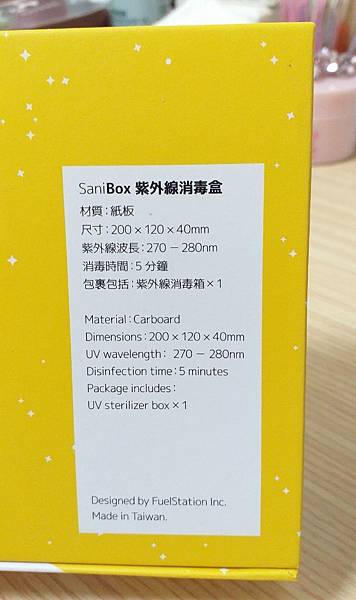 SaniBox 紫外線消毒盒
材質：紙板
尺寸：200×120×40mm
紫外線波長：270 － 280nm
消毒時間：5 分鐘
包裹包括：紫外線消毒箱×1
Material：Carboard
Dimensions：200×120×40mm
UV wavelength： 270 － 280nm
Disinfection time：5 minutes
Package includes：
UV sterilizer box×1
Designed by FuelStation Inc.
Made in Taiwan.